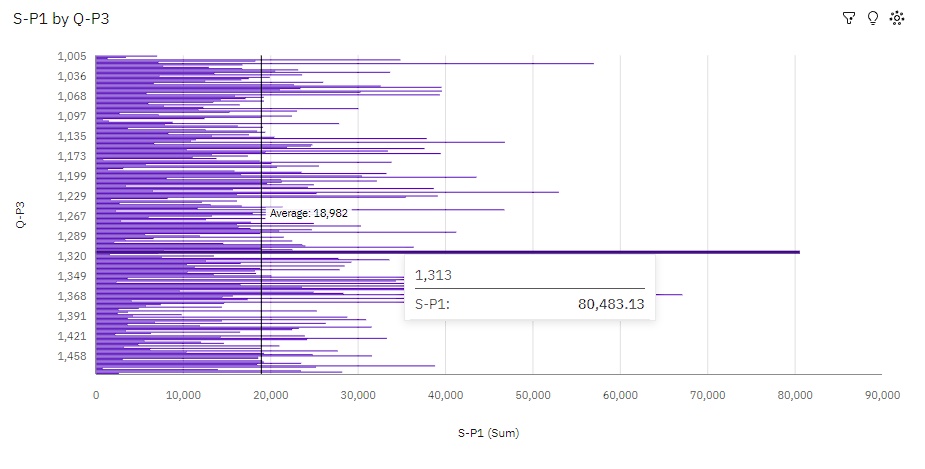 S-P1 by Q-P3
Q-P3
1,005
1,036
1,068
1,097
1,135
1,173
1,199
1,229
1,267
1,289
1,320
1,349
1,368
1,391
1,421
1,458
Average: 18,982
1,313
S-P1: 80,483.13
0 10,000 20,000 30,000 40,000 50,000 60,000 70,000 80,000 90,000
S-P1 (Sum)